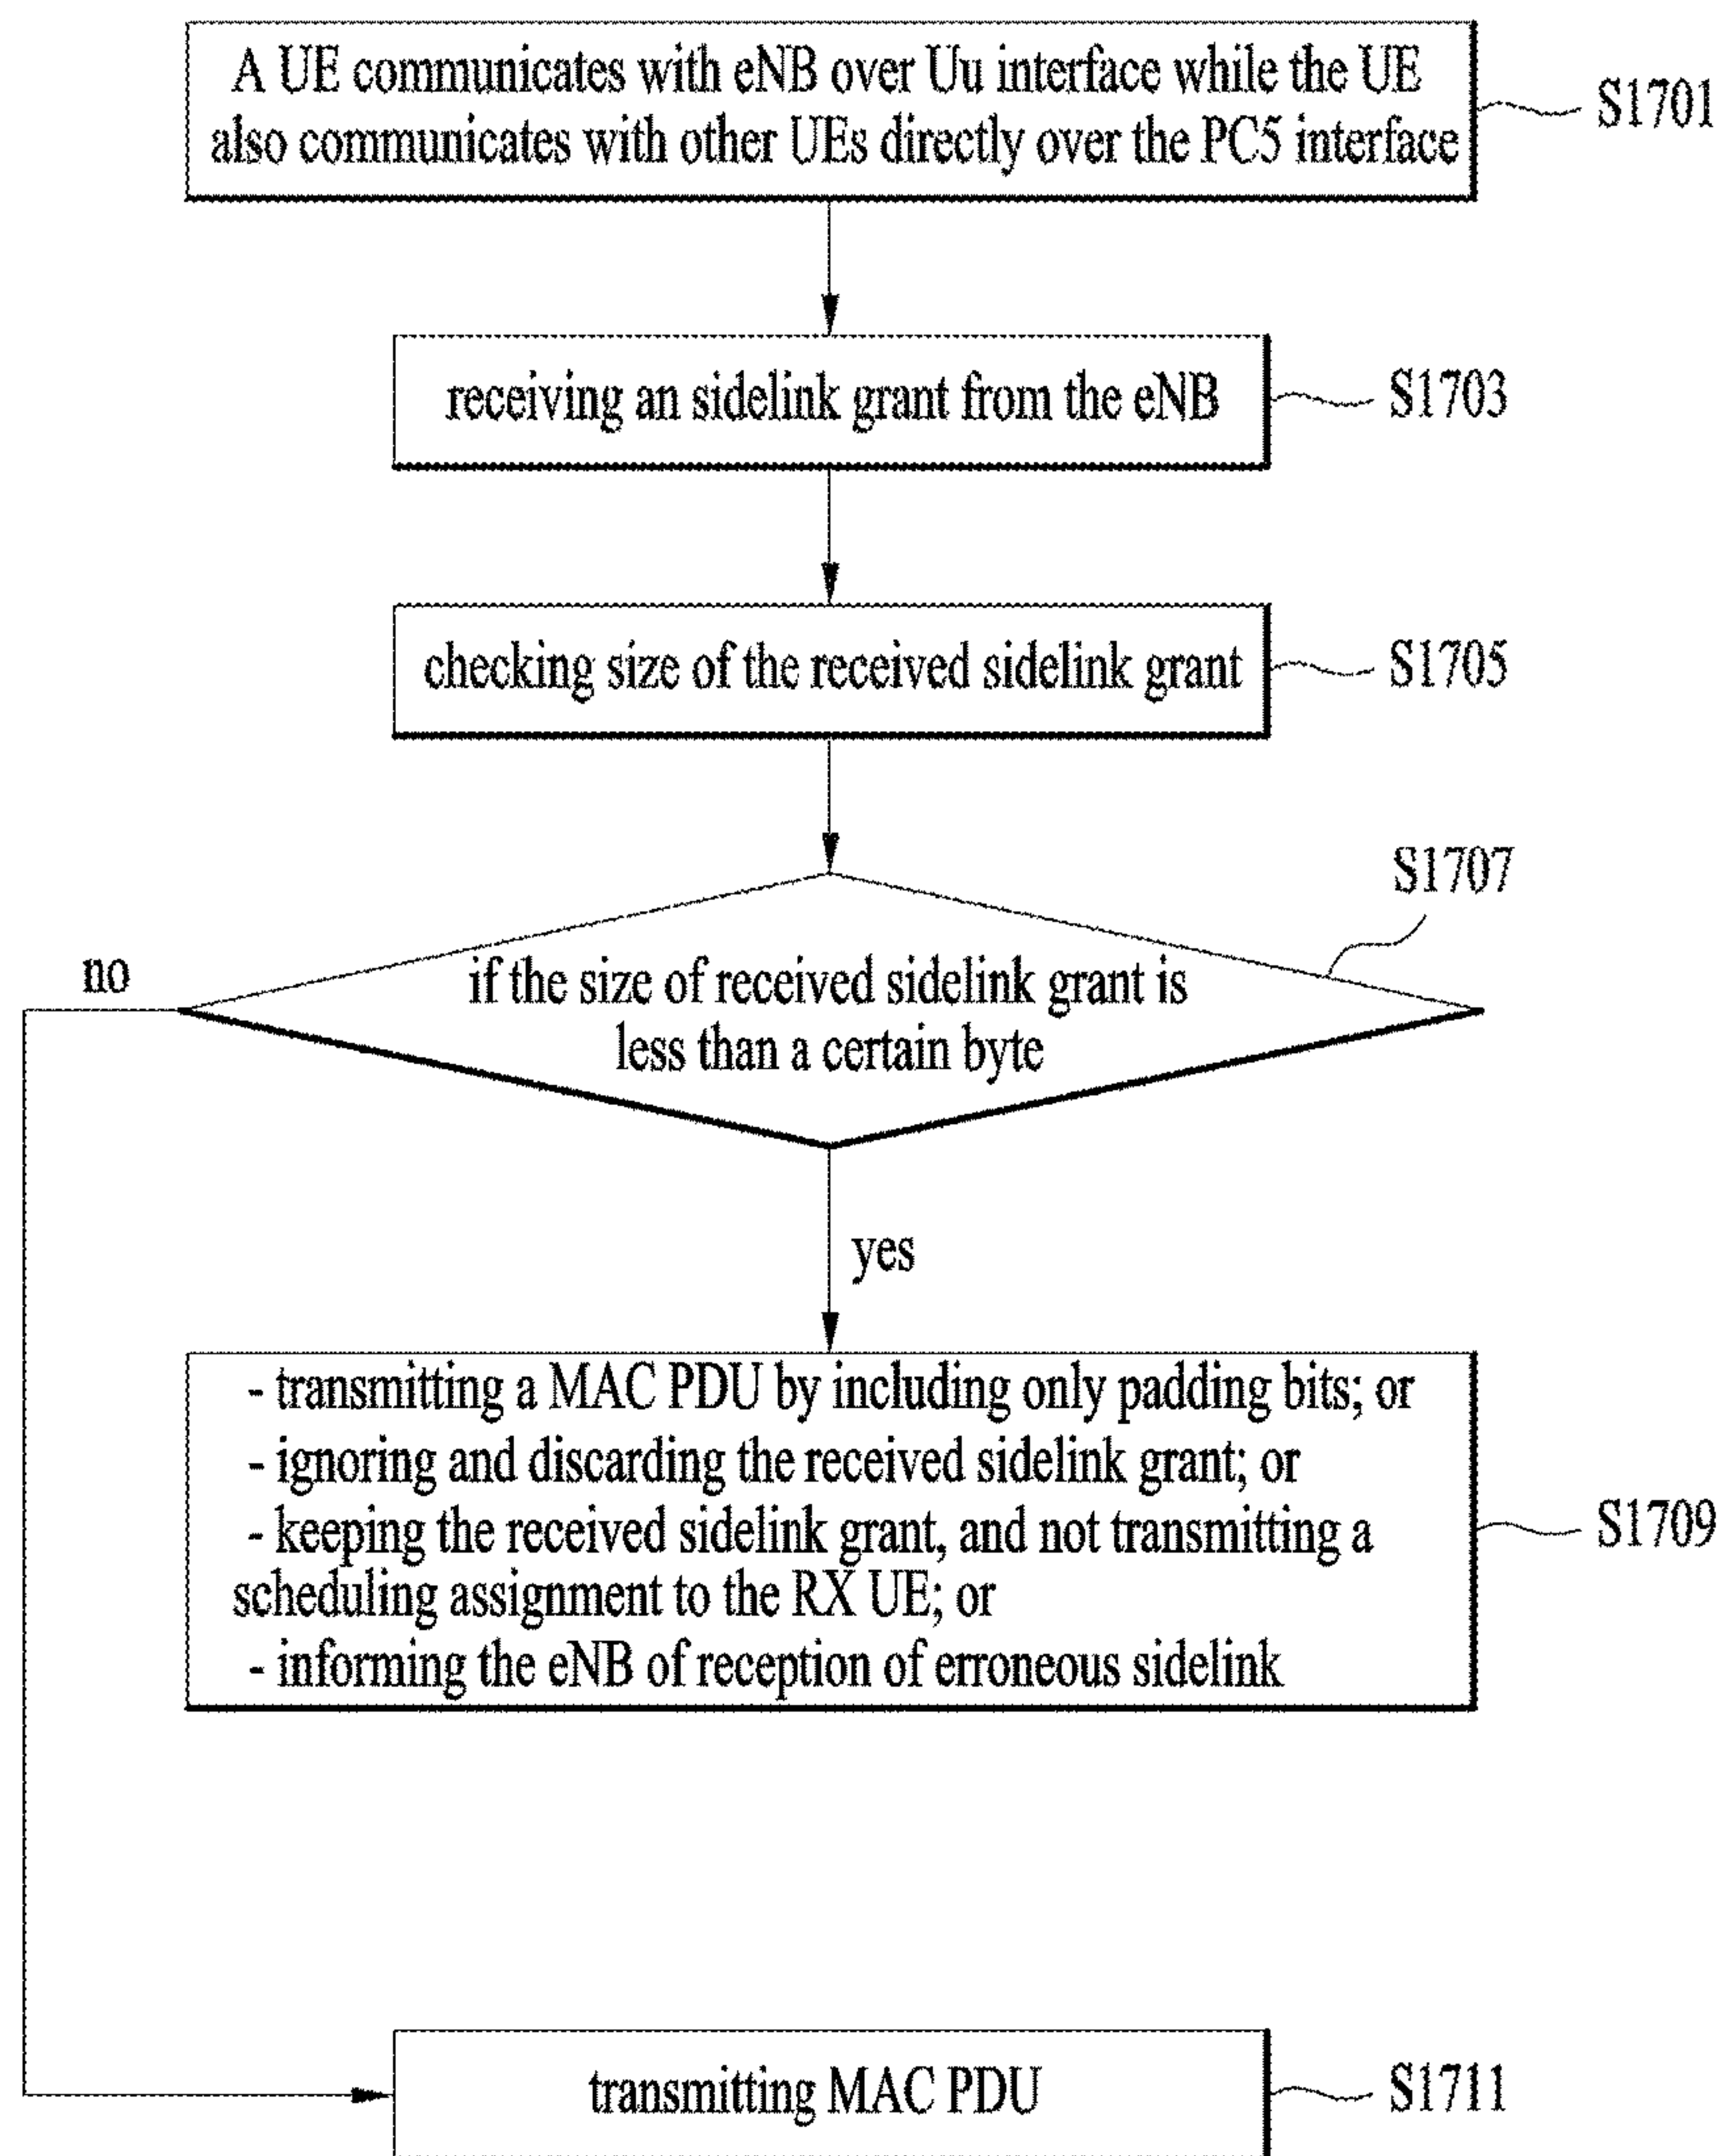 A UE communicates with eNB over Uu interface while the UE
also communicates with other UEs directly over the PC5 interface
S1701
receiving an sidelink grant from the eNB
S1703
checking size of the received sidelink grant
S1705
S1707
no
if the size of received sidelink grant is
less than a certain byte
yes
- transmitting a MAC PDU by including only padding bits; or
- ignoring and discarding the received sidelink grant; or
- keeping the received sidelink grant, and not transmitting a
scheduling assignment to the RX UE; or
- informing the eNB of reception of erroneous sidelink
S1709
transmitting MAC PDU
S1711